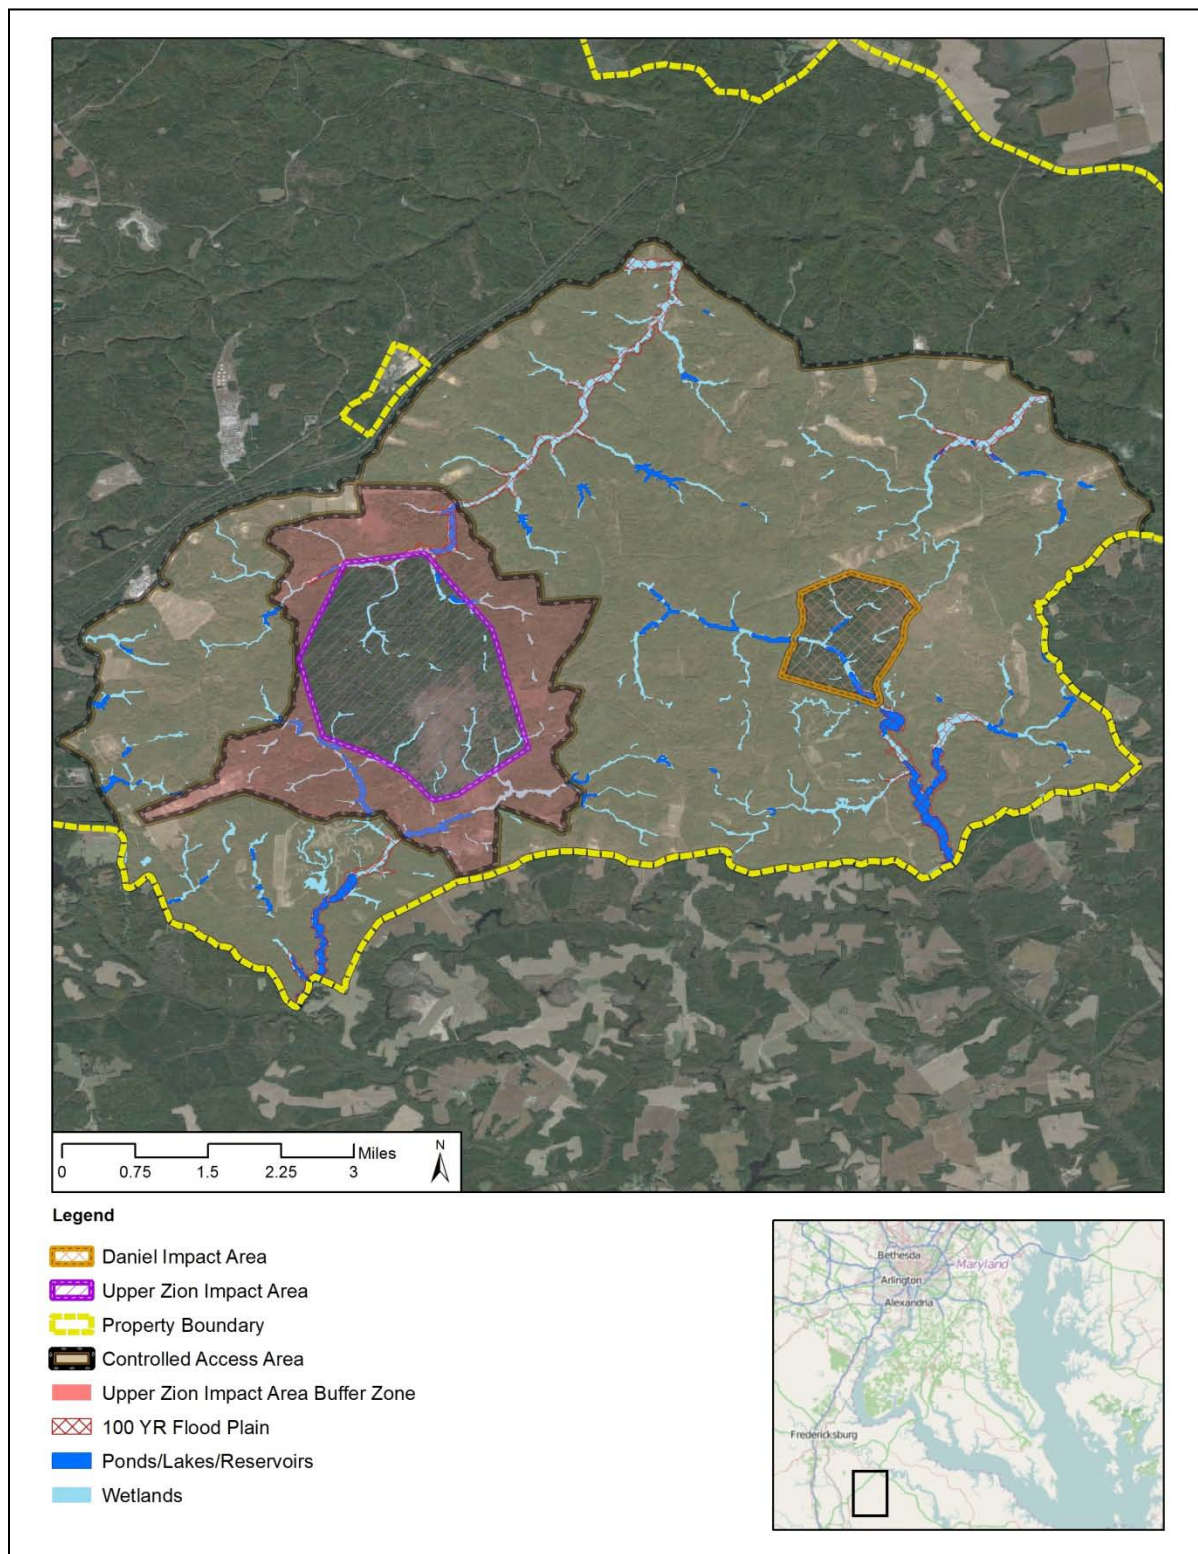 N
Miles
0 0.75 1.5 2.25 3
Legend
Daniel Impact Area
Upper Zion Impact Area
Property Boundary
Controlled Access Area
Upper Zion Impact Area Buffer Zone
100 YR Flood Plain
Ponds/Lakes/Reservoirs
Wetlands
Bethesda
Maryland
Arlington
Alexandria
Fredericksburg